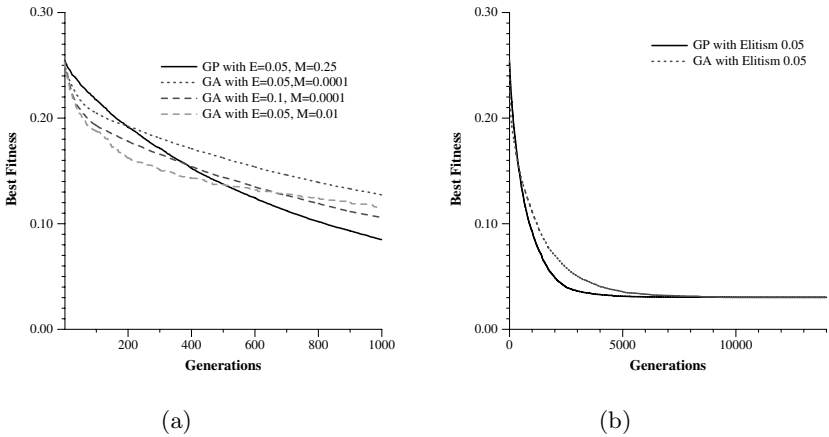 0.30
0.20
0.10
0.00
Best Fitness
200
400
600
800
1000
Generations
GP with E=0.05, M=0.25
GA with E=0.05,M=0.0001
GA with E=0.1, M=0.0001
GA with E=0.05, M=0.01
(a)
0.30
0.20
0.10
0.00
Best Fitness
0
5000
10000
Generations
GP with Elitism 0.05
GA with Elitism 0.05
(b)